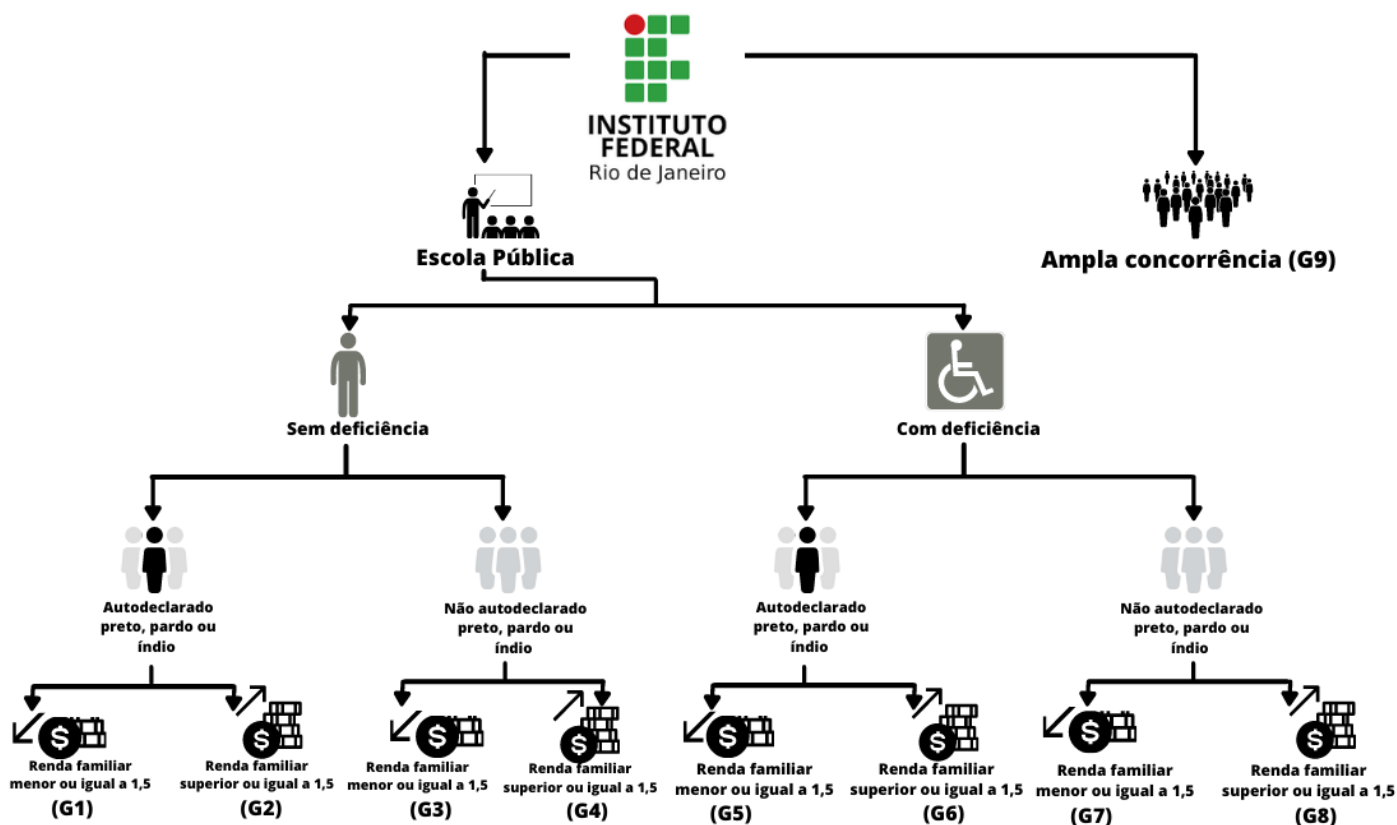 INSTITUTO
FEDERAL
Rio de Janeiro
Escola Pública
Ampla concorrência (G9)
Sem deficiência
Com deficiência
Autodeclarado
preto, pardo ou
índio
Não autodeclarado
preto, pardo ou
índio
Autodeclarado
preto, pardo ou
índio
Não autodeclarado
preto, pardo ou
índio
Renda familiar
menor ou igual a 1,5
(G1)
Renda familiar
superior ou igual a 1,5
(G2)
Renda familiar
menor ou igual a 1,5
(G3)
Renda familiar
superior ou igual a 1,5
(G4)
Renda familiar
menor ou igual a 1,5
(G5)
Renda familiar
superior ou igual a 1,5
(G6)
Renda familiar
menor ou igual a 1,5
(G7)
Renda familiar
superior ou igual a 1,5
(G8)